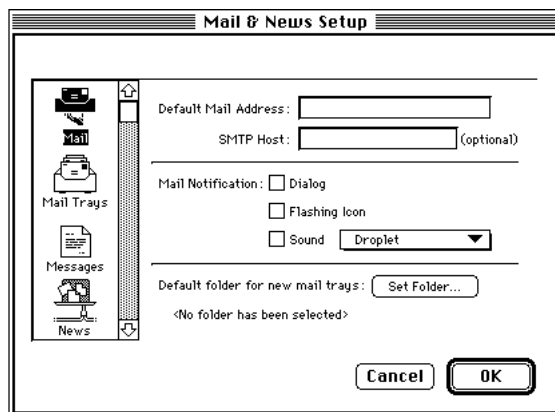 Mail & News Setup
Mail
Mail Trays
Messages
News
Default Mail Address:
SMTP Host: (optional)
Mail Notification: Dialog
Flashing Icon
Sound Droplet
Default folder for new mail trays: Set Folder...
<No folder has been selected>
Cancel OK